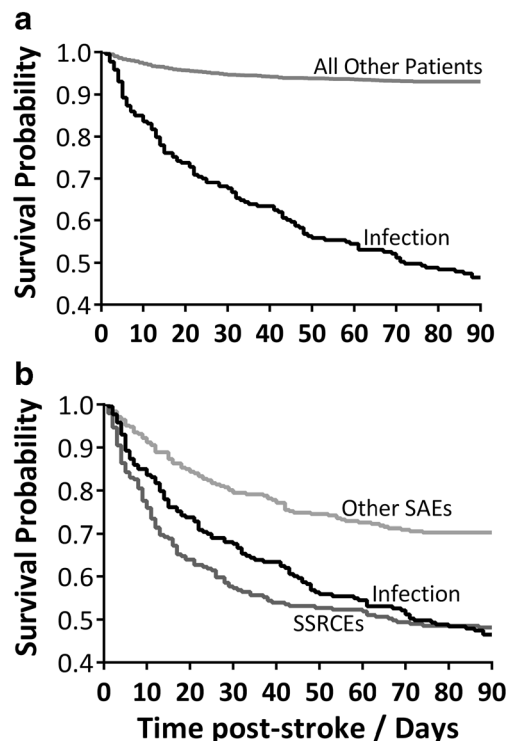 a
Survival Probability
1.0
0.9
0.8
0.7
0.6
0.5
0.4
All Other Patients
Infection
0 10 20 30 40 50 60 70 80 90
b
Survival Probability
1.0
0.9
0.8
0.7
0.6
0.5
0.4
Other SAEs
Infection
SSRCEs
0 10 20 30 40 50 60 70 80 90
Time post-stroke / Days